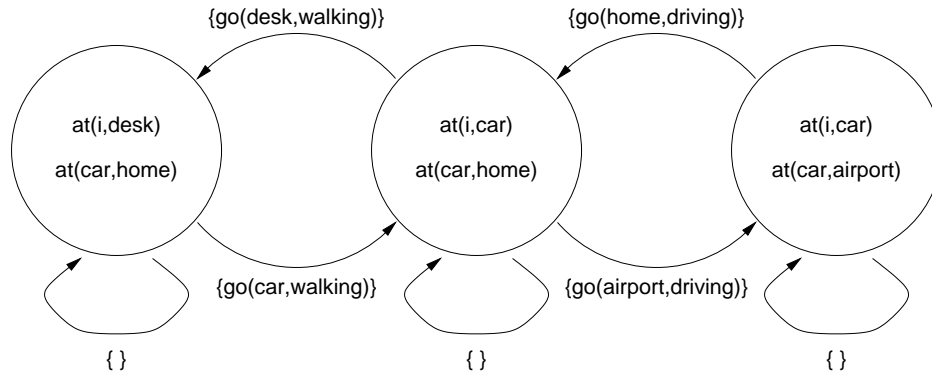 {go(desk,walking)}
{go(home,driving)}
at(i,desk)
at(car,home)
at(i,car)
at(car,home)
at(i,car)
at(car,airport)
{go(car,walking)}
{go(airport,driving)}
{ }
{ }
{ }